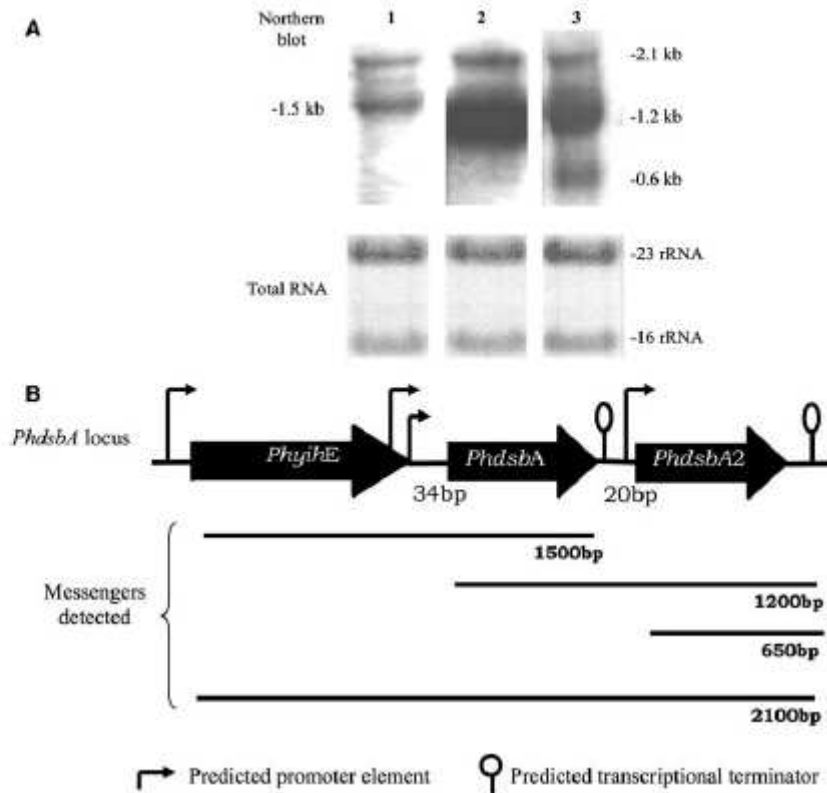 A
Northern
blot
1 2 3
-1.5 kb
-2.1 kb
-1.2 kb
-0.6 kb
Total RNA
-23 rRNA
-16 rRNA
B
PhdsbA locus
PhyihE
PhdsbA
PhdsbA2
34bp
20bp
Messengers
detected
1500bp
1200bp
650bp
2100bp
Predicted promoter element
Predicted transcriptional terminator